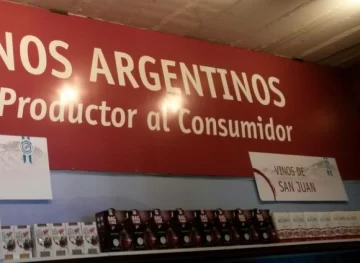 NOS ARGENTINOS
Productor al Consumidor
VINOS DE
SAN JUAN